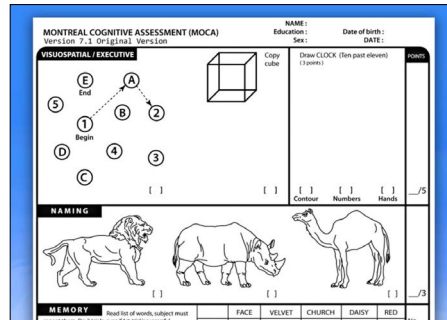 NAME :
MONTREAL COGNITIVE ASSESSMENT (MOCA)
Education :
Date of birth :
Version 7.1 Original Version
Sex :
DATE :
VISUOSPATIAL / EXECUTIVE
Copy
cube
Draw CLOCK (Ten past eleven)
(3 points)
POINTS
E
End
A
5
B
2
1
Begin
D
4
3
C
[ ]
[ ]
[ ]
[ ]
[ ]
Contour
Numbers
Hands
__/5
NAMING
[ ]
[ ]
[ ]
__/3
MEMORY
Read list of words, subject must
FACE
VELVET
CHURCH
DAISY
RED